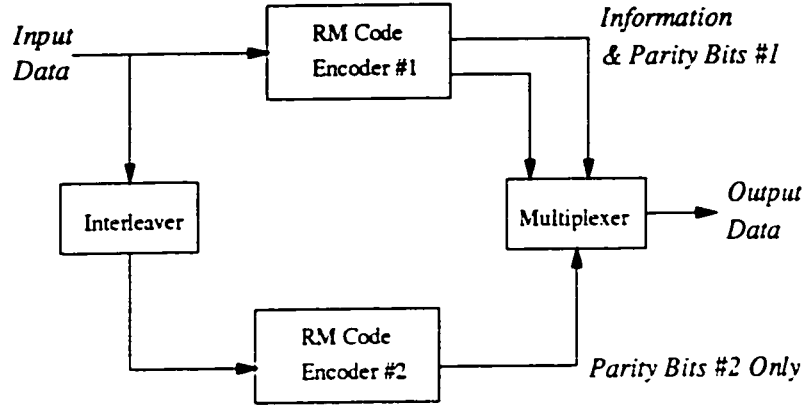 Input
Data
RM Code
Encoder #1
Information
& Parity Bits #1
Interleaver
Multiplexer
Output
Data
RM Code
Encoder #2
Parity Bits #2 Only